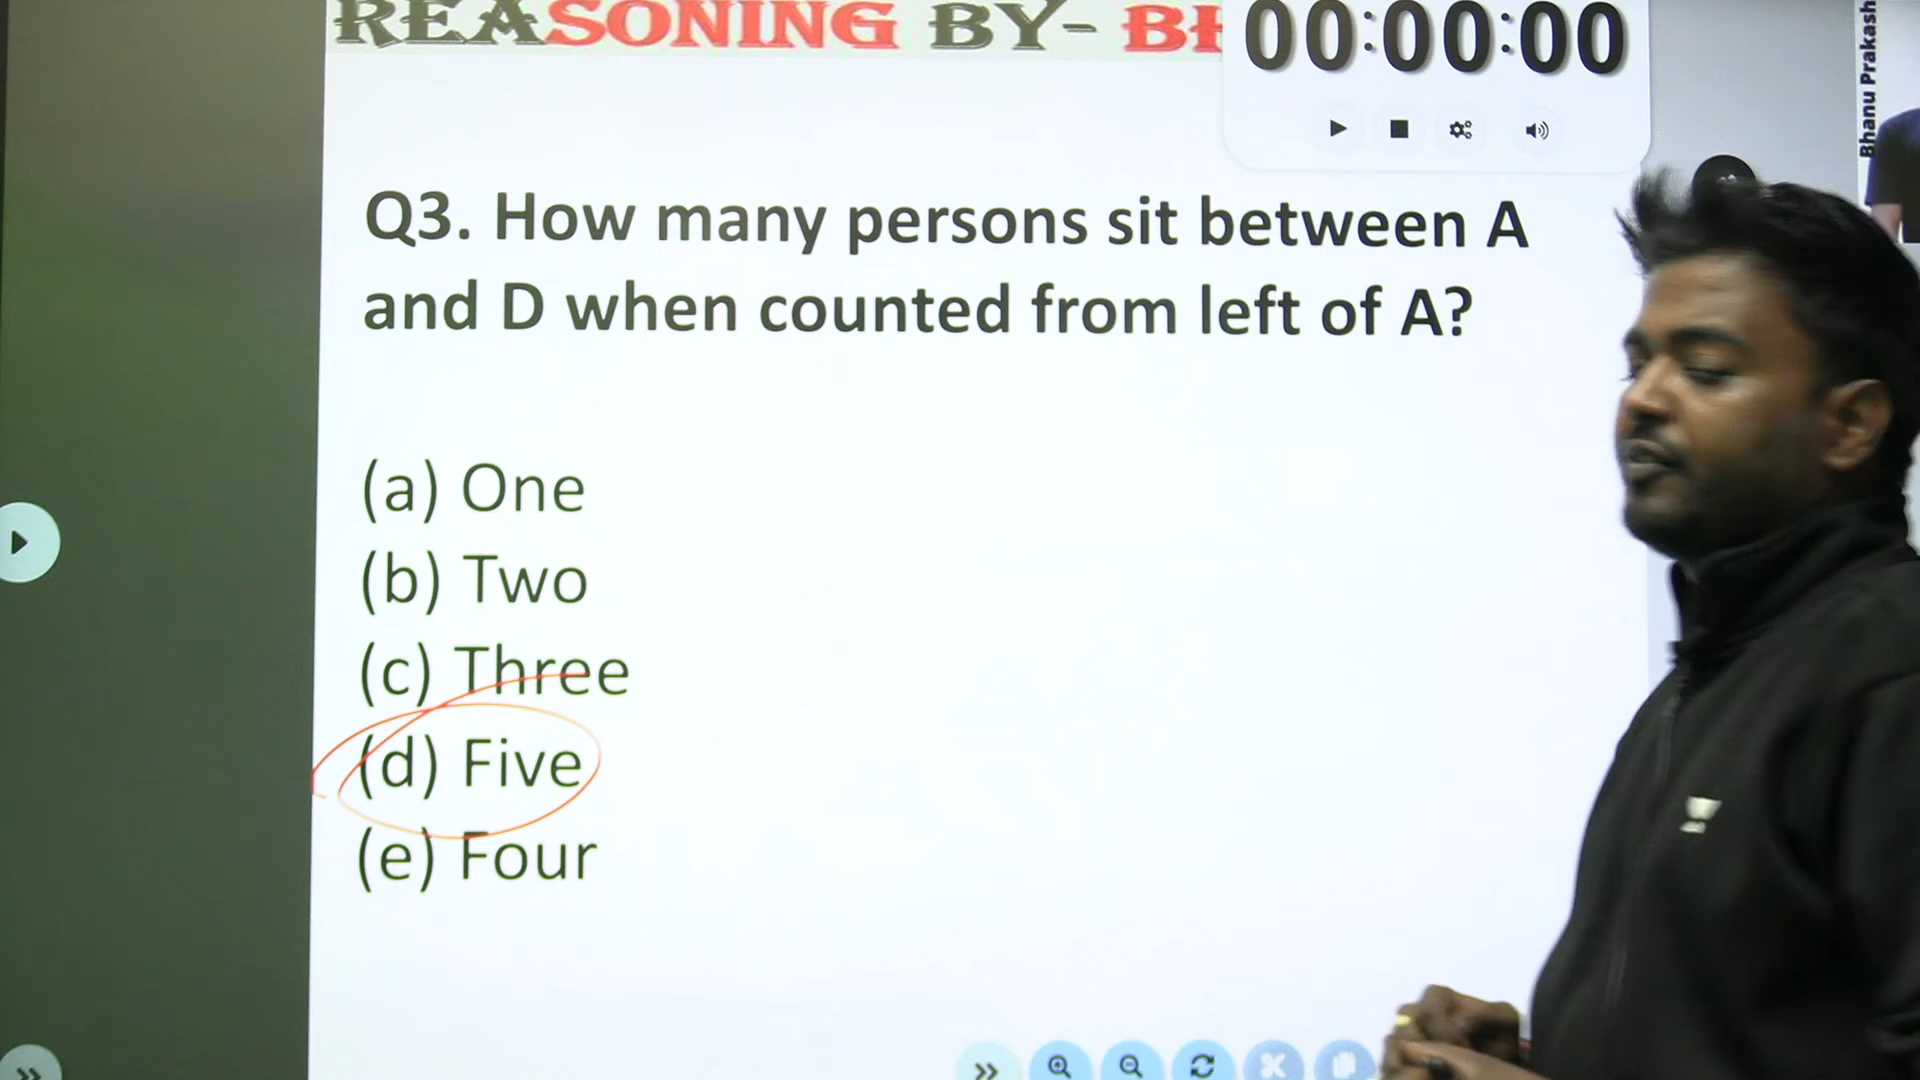 REASONING BY- BH
00:00:00
Bhanu Prakash
Q3. How many persons sit between A
and D when counted from left of A?
(a) One
(b) Two
(c) Three
(d) Five
(e) Four